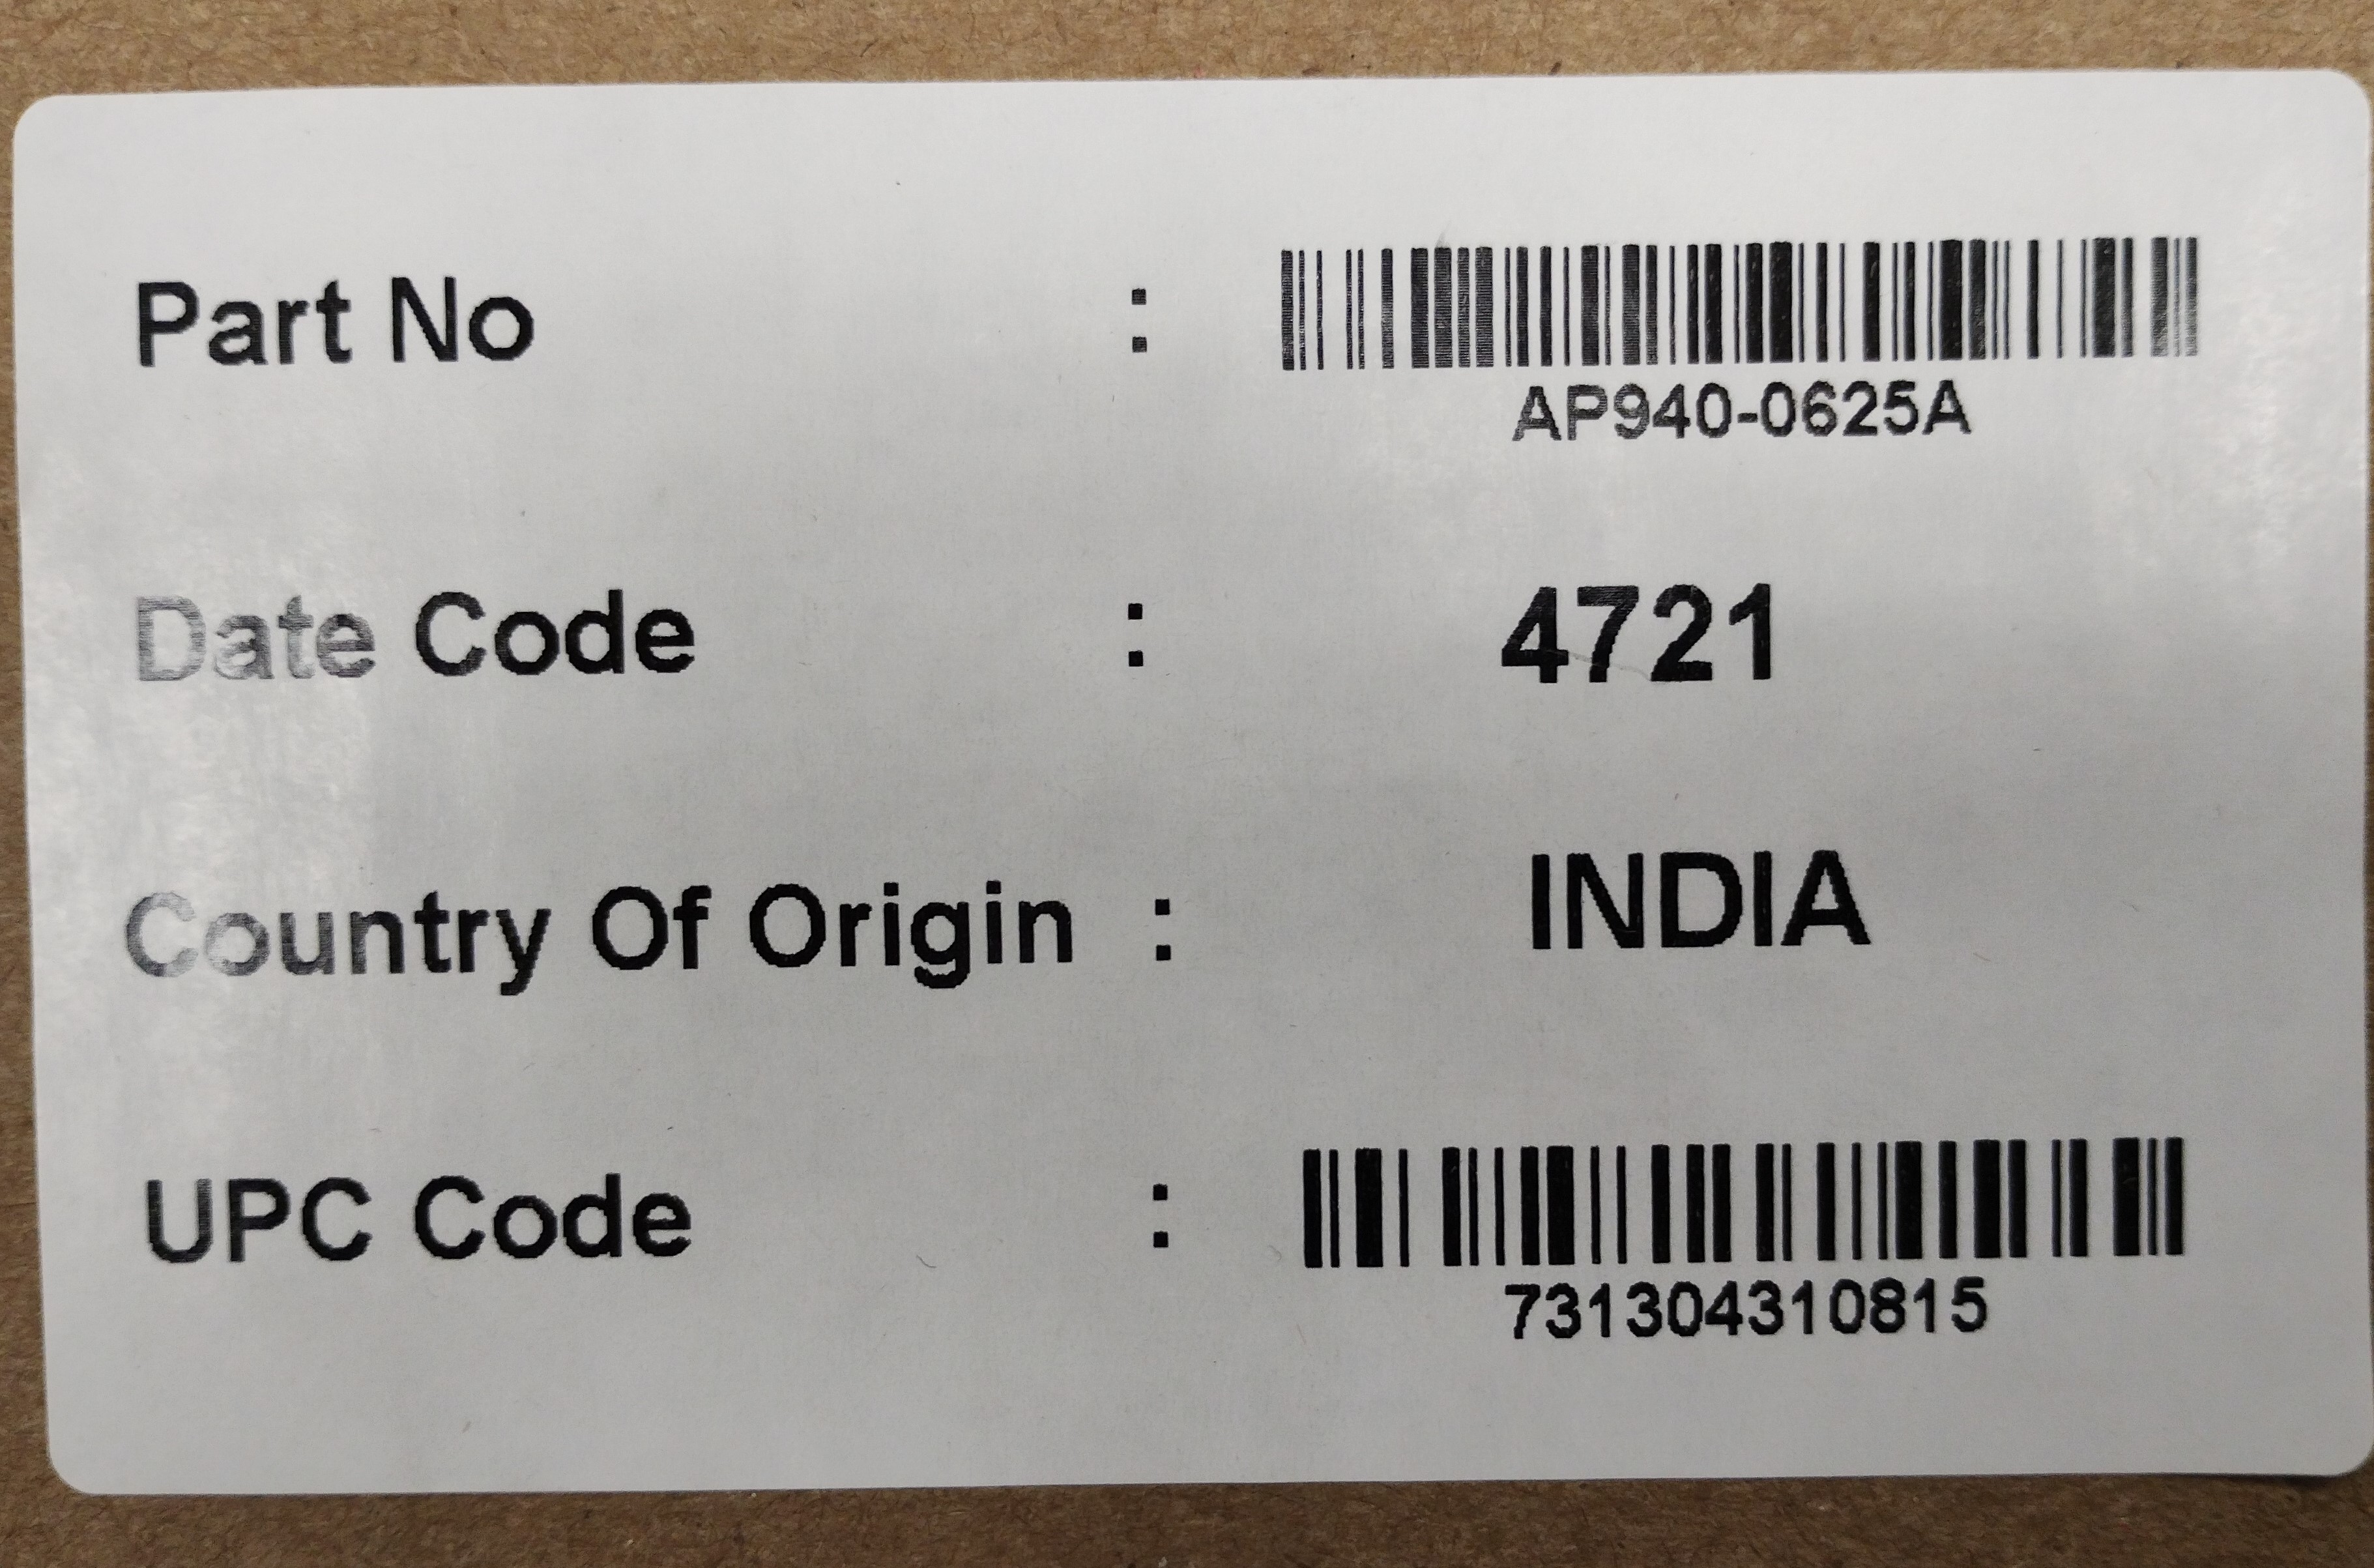 Part No : AP940-0625A
Date Code : 4721
Country Of Origin : INDIA
UPC Code : 731304310815